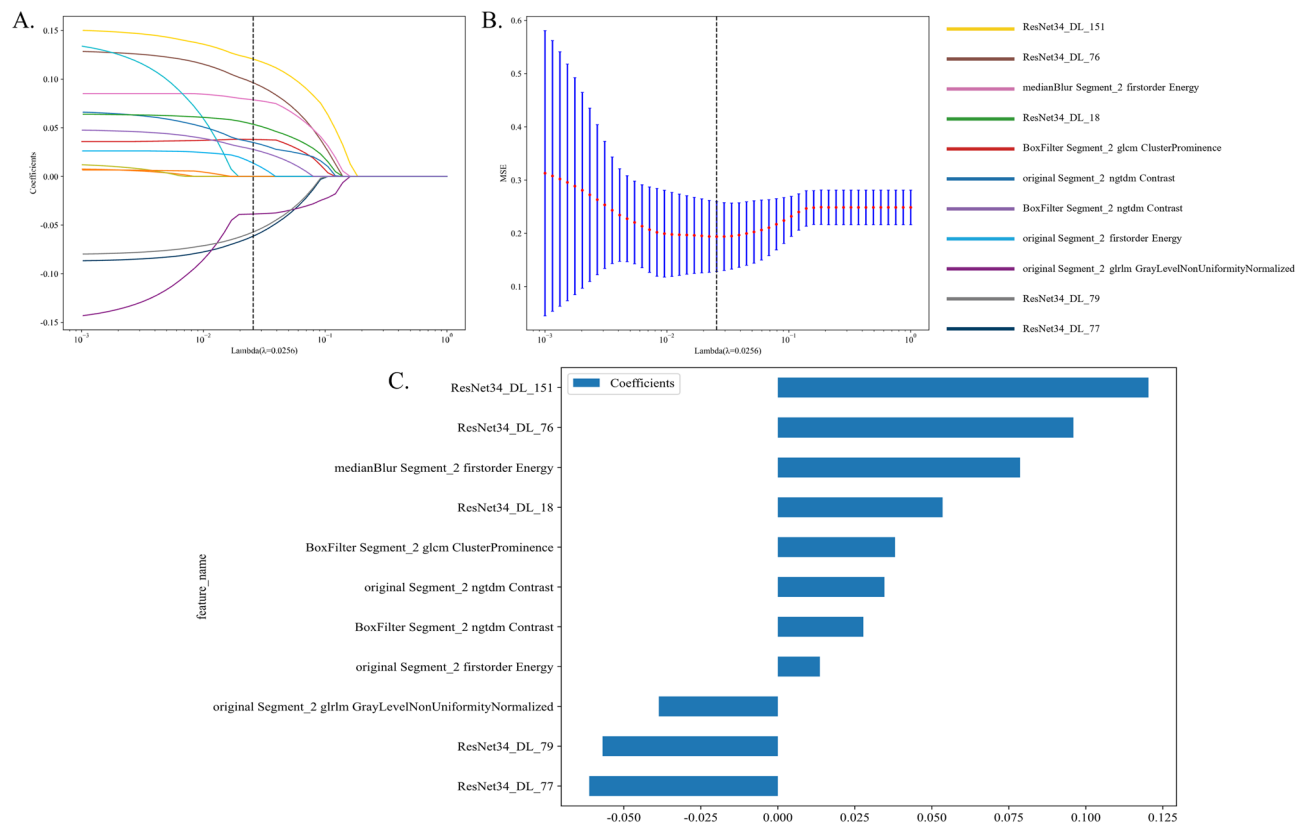 A.
0.15
0.10
0.05
0.00
-0.05
-0.10
-0.15
Coefficients
10⁻³
10⁻²
10⁻¹
10⁰
Lambda(λ=0.0256)
B.
0.6
0.5
0.4
0.3
0.2
0.1
MSE
10⁻³
10⁻²
10⁻¹
10⁰
Lambda(λ=0.0256)
ResNet34_DL_151
ResNet34_DL_76
medianBlur Segment_2 firstorder Energy
ResNet34_DL_18
BoxFilter Segment_2 glcm ClusterProminence
original Segment_2 ngtdm Contrast
BoxFilter Segment_2 ngtdm Contrast
original Segment_2 firstorder Energy
original Segment_2 glrlm GrayLevelNonUniformityNormalized
ResNet34_DL_79
ResNet34_DL_77
C.
Coefficients
feature_name
ResNet34_DL_151
ResNet34_DL_76
medianBlur Segment_2 firstorder Energy
ResNet34_DL_18
BoxFilter Segment_2 glcm ClusterProminence
original Segment_2 ngtdm Contrast
BoxFilter Segment_2 ngtdm Contrast
original Segment_2 firstorder Energy
original Segment_2 glrlm GrayLevelNonUniformityNormalized
ResNet34_DL_79
ResNet34_DL_77
-0.050
-0.025
0.000
0.025
0.050
0.075
0.100
0.125